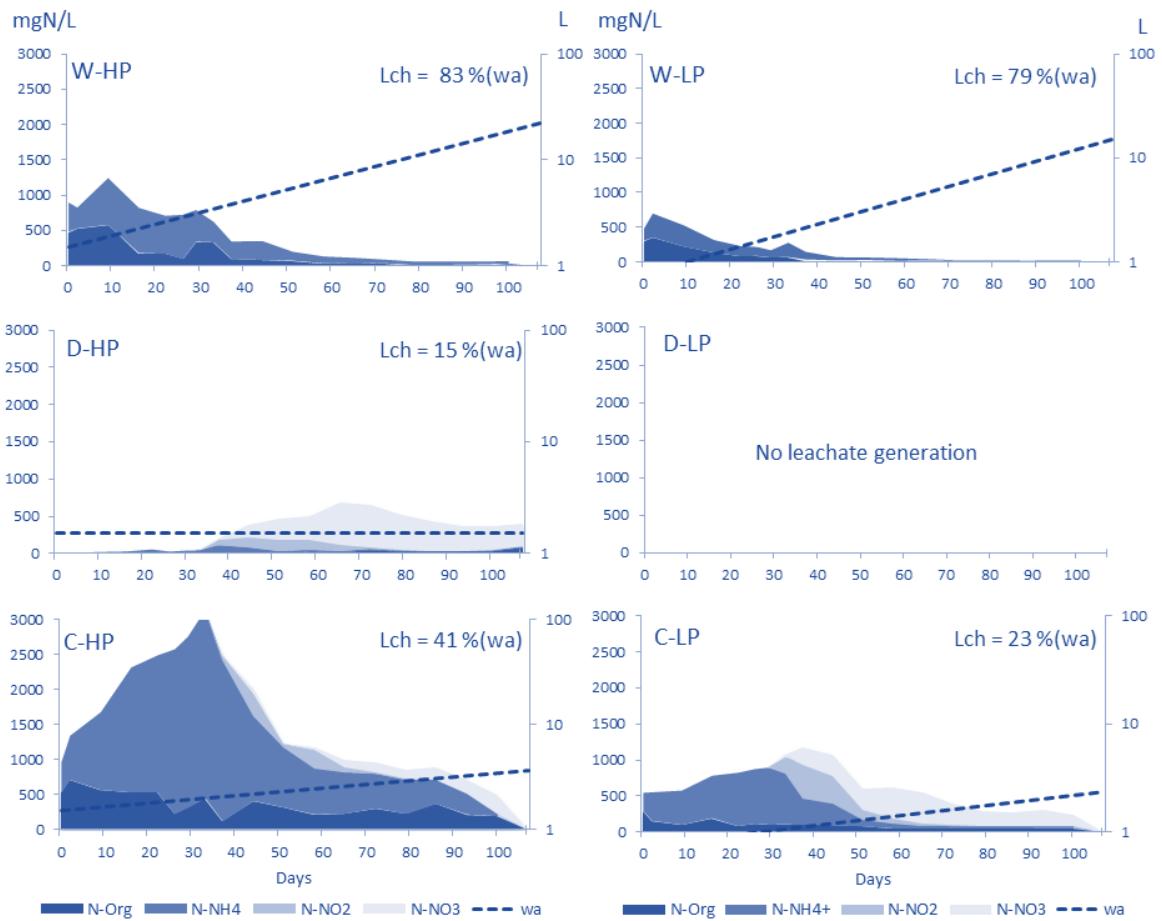 mgN/L L mgN/L L
3000 100 3000 100
W-HP Lch = 83 %(wa) W-LP Lch = 79 %(wa)
2500 2500
2000 2000
1500 10 1500 10
1000 1000
500 500
0 1 0 1
0 10 20 30 40 50 60 70 80 90 100 0 10 20 30 40 50 60 70 80 90 100
3000 100 3000
D-HP Lch = 15 %(wa) D-LP
2500 2500
2000 2000
1500 10 1500
No leachate generation
1000 1000
500 500
0 1 0
0 10 20 30 40 50 60 70 80 90 100 0 10 20 30 40 50 60 70 80 90 100
3000 100 3000 100
C-HP Lch = 41 %(wa) C-LP Lch = 23 %(wa)
2500 2500
2000 2000
1500 10 1500 10
1000 1000
500 500
0 1 0 1
0 10 20 30 40 50 60 70 80 90 100 0 10 20 30 40 50 60 70 80 90 100
Days Days
N-Org N-NH4 N-NO2 N-NO3 wa N-Org N-NH4+ N-NO2 N-NO3 wa